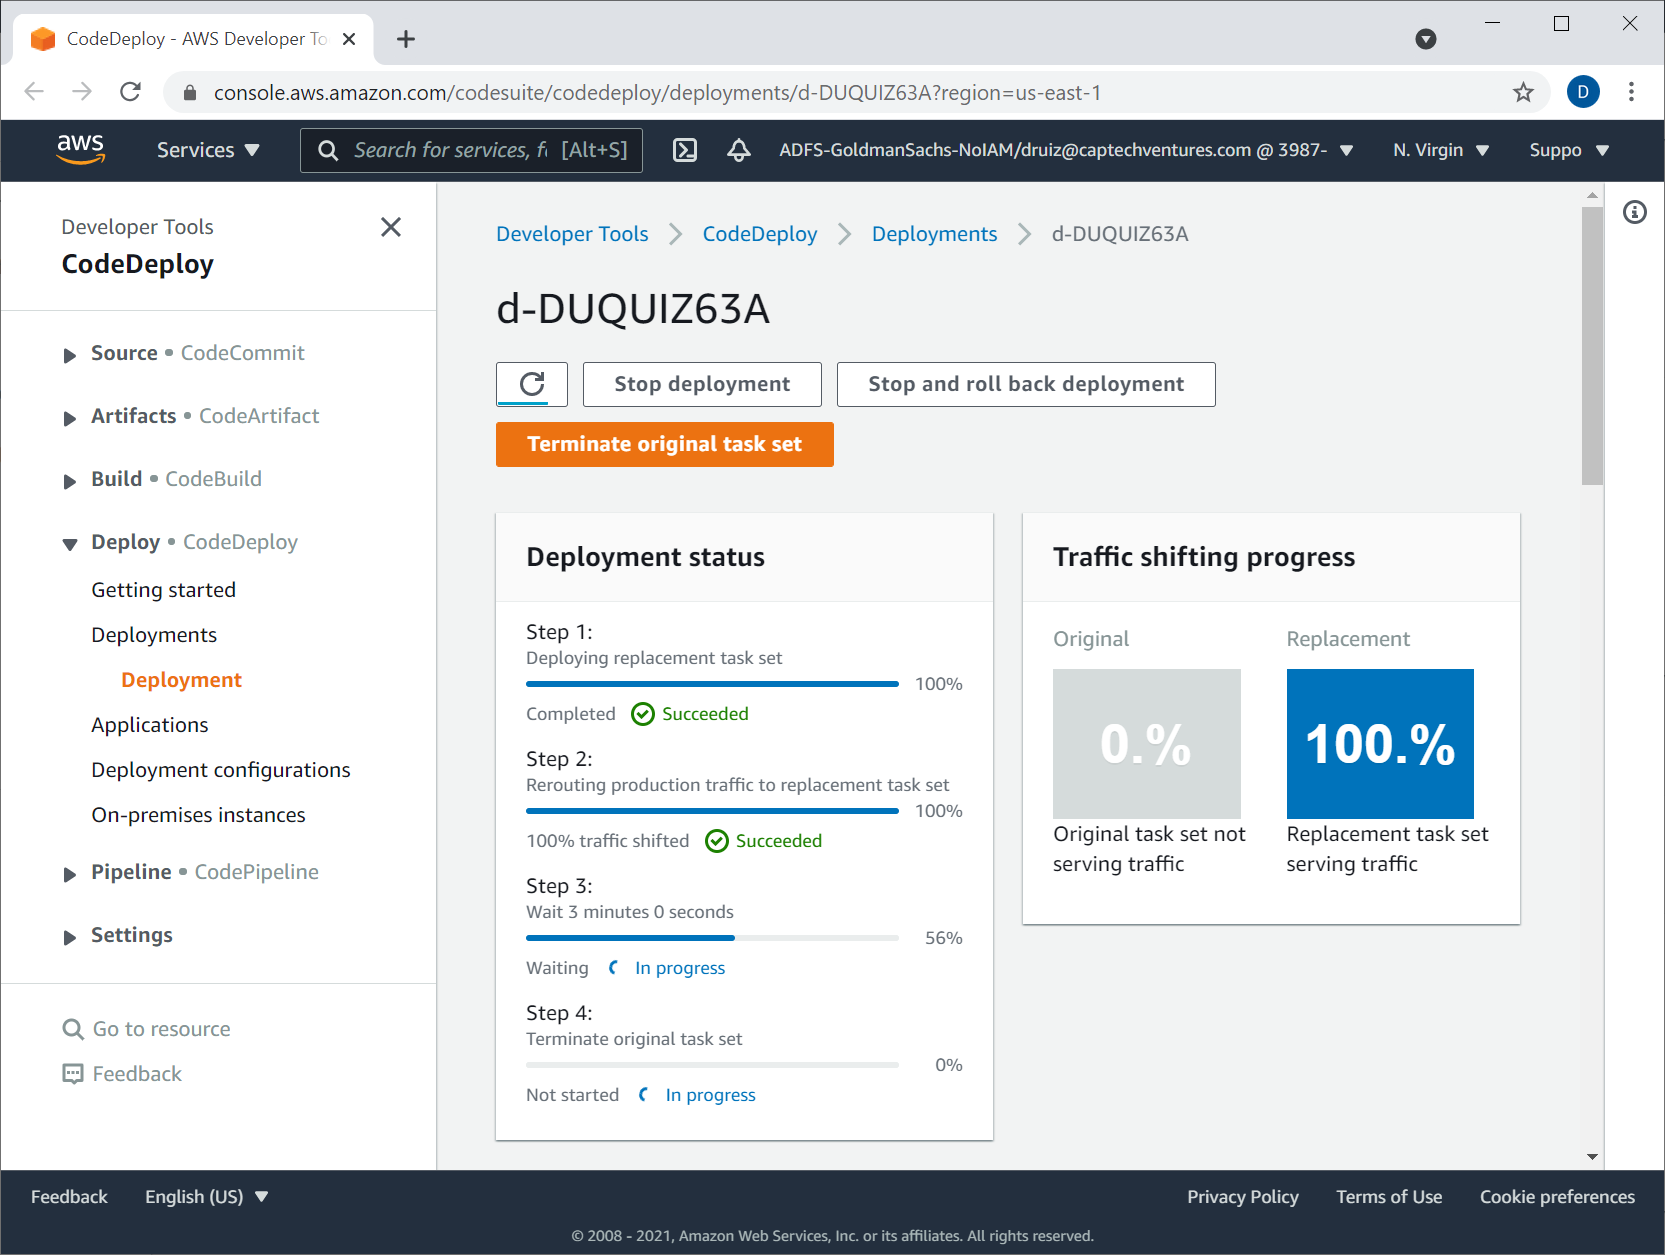 CodeDeploy - AWS Developer To
console.aws.amazon.com/codesuite/codedeploy/deployments/d-DUQUIZ63A?region=us-east-1
D
aws
Services
Search for services, f
[Alt+S]
ADFS-GoldmanSachs-NoIAM/druiz@captechventures.com @ 3987-
N. Virgin
Suppo
Developer Tools
CodeDeploy
Source • CodeCommit
Artifacts • CodeArtifact
Build • CodeBuild
Deploy • CodeDeploy
Getting started
Deployments
Deployment
Applications
Deployment configurations
On-premises instances
Pipeline • CodePipeline
Settings
Go to resource
Feedback
Developer Tools
CodeDeploy
Deployments
d-DUQUIZ63A
d-DUQUIZ63A
Stop deployment
Stop and roll back deployment
Terminate original task set
Deployment status
Step 1:
Deploying replacement task set
100%
Completed
Succeeded
Step 2:
Rerouting production traffic to replacement task set
100%
100% traffic shifted
Succeeded
Step 3:
Wait 3 minutes 0 seconds
56%
Waiting
In progress
Step 4:
Terminate original task set
0%
Not started
In progress
Traffic shifting progress
Original
0.%
Original task set not
serving traffic
Replacement
100.%
Replacement task set
serving traffic
Feedback
English (US)
Privacy Policy
Terms of Use
Cookie preferences
© 2008 - 2021, Amazon Web Services, Inc. or its affiliates. All rights reserved.